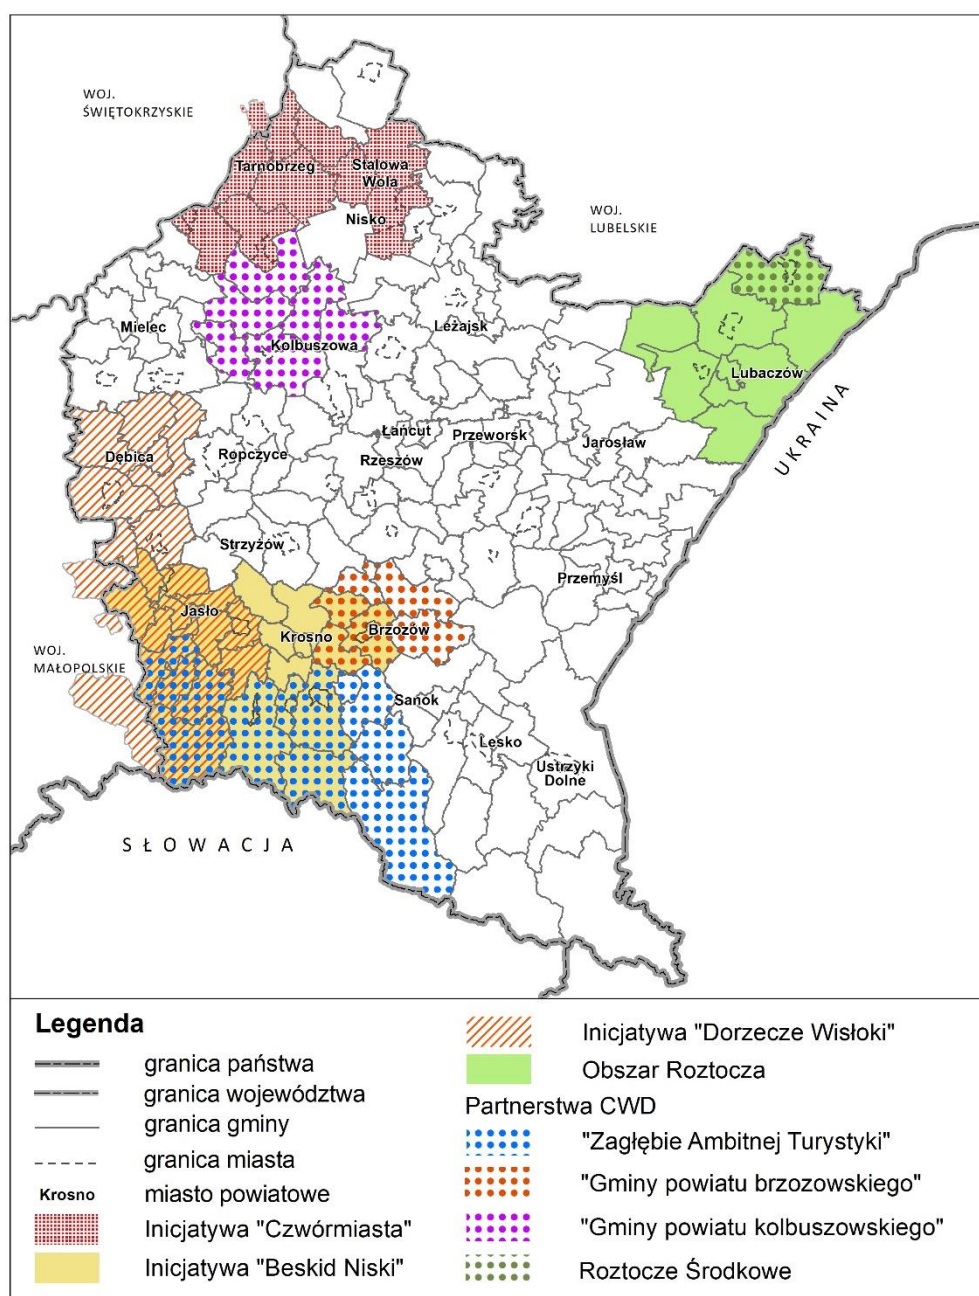 WOJ.
ŚWIĘTOKRZYSKIE
Tarnobrzeg
Stalowa
Wola
Nisko
WOJ.
LUBELSKIE
Mielec
Leżajsk
Kolbuszowa
Lubaczów
UKRAINA
Łańcut
Przeworsk
Jarosław
Dębica
Ropczyce
Rzeszów
Strzyżów
Przemyśl
Jasło
Krosno
Brzozów
WOJ.
MAŁOPOLSKIE
Sanok
Lesko
Ustrzyki
Dolne
SŁOWACJA
Legenda
granica państwa
granica województwa
granica gminy
granica miasta
Krosno miasto powiatowe
Inicjatywa "Czwórmiasta"
Inicjatywa "Beskid Niski"
Inicjatywa "Dorzecze Wisłoki"
Obszar Roztocza
Partnerstwa CWD
"Zagłębie Ambitnej Turystyki"
"Gminy powiatu brzozowskiego"
"Gminy powiatu kolbuszowskiego"
Roztocze Środkowe